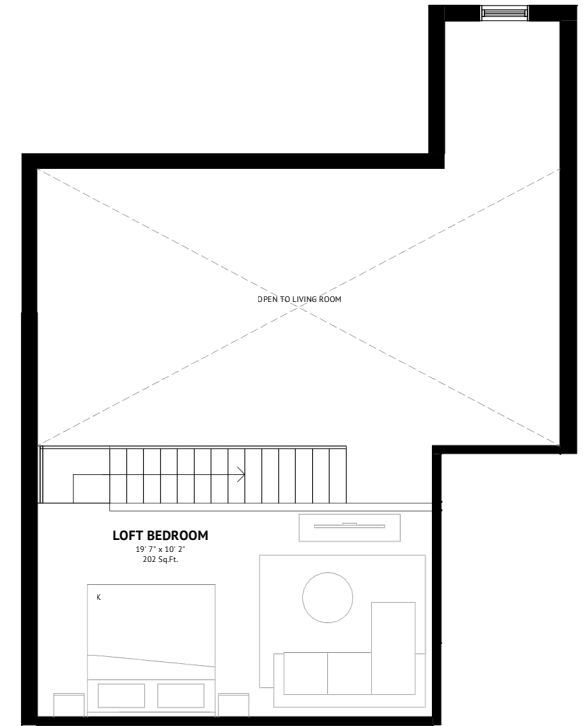 OPEN TO LIVING ROOM
LOFT BEDROOM
19' 7" x 10' 2"
202 Sq.Ft.
K